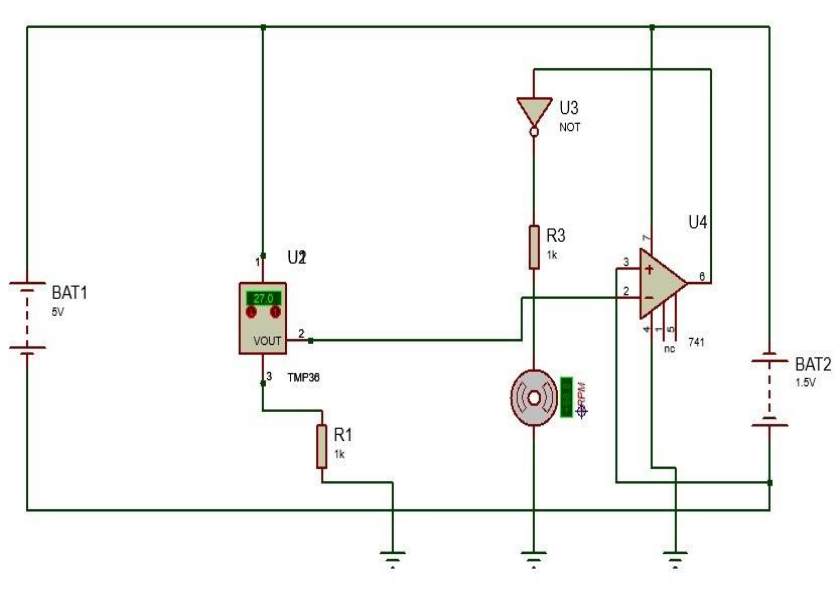 U3
NOT
U4
R3
1k
7
1
U2
3
6
27.0
BAT1
5V
2
VOUT
2
4
1
5
nc
741
3
TMP36
BAT2
1.5V
RPM
R1
1k